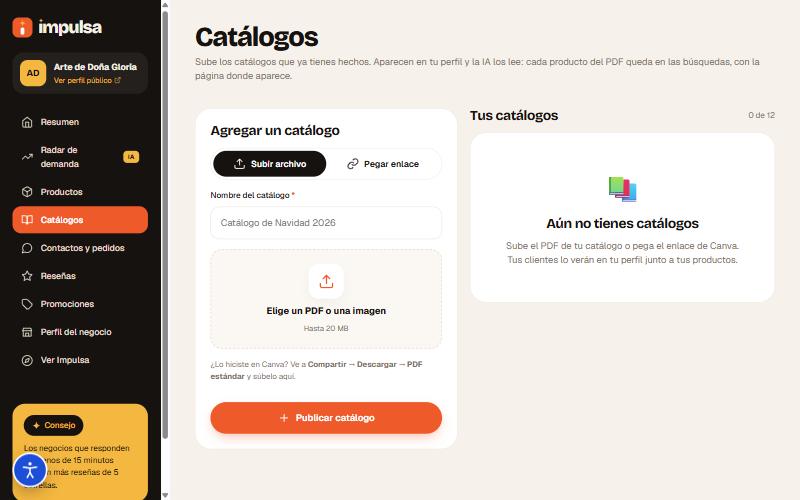 impulsa
AD
Arte de Doña Gloria
Ver perfil público
Resumen
Radar de
demanda
IA
Productos
Catálogos
Contactos y pedidos
Reseñas
Promociones
Perfil del negocio
Ver Impulsa
Consejo
Los negocios que responden
15 minutos
más reseñas de 5
Catálogos
Sube los catálogos que ya tienes hechos. Aparecen en tu perfil y la IA los lee: cada producto del PDF queda en las búsquedas, con la
página donde aparece.
Agregar un catálogo
Subir archivo
Pegar enlace
Nombre del catálogo *
Catálogo de Navidad 2026
Elige un PDF o una imagen
Hasta 20 MB
¿Lo hiciste en Canva? Ve a Compartir → Descargar → PDF
estándar y súbelo aquí.
+ Publicar catálogo
Tus catálogos
0 de 12
Aún no tienes catálogos
Sube el PDF de tu catálogo o pega el enlace de Canva.
Tus clientes lo verán en tu perfil junto a tus productos.